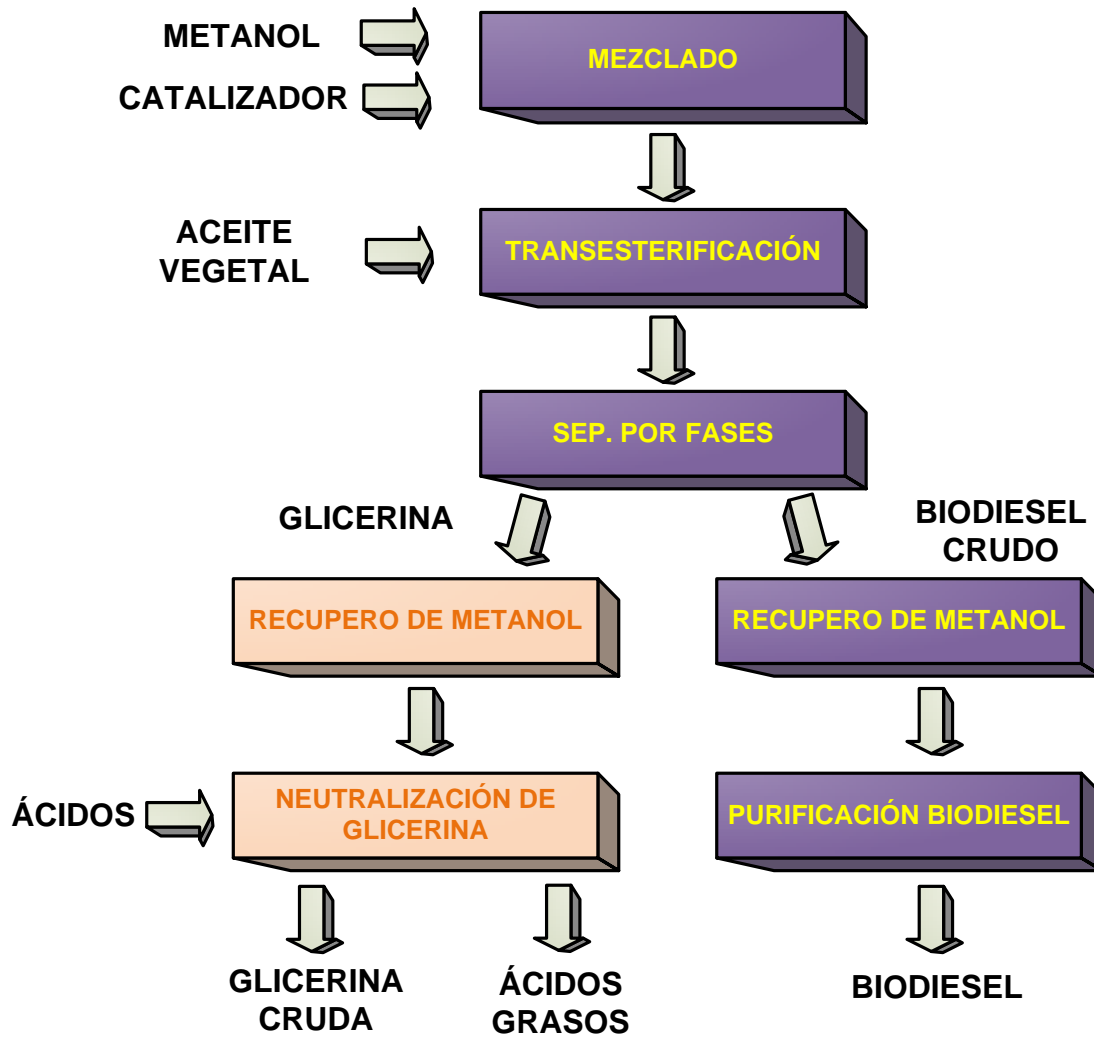 METANOL
MEZCLADO
CATALIZADOR
ACEITE
VEGETAL
TRANSESTERIFICACIÓN
SEP. POR FASES
GLICERINA
BIODIESEL
CRUDO
RECUPERO DE METANOL
RECUPERO DE METANOL
ÁCIDOS
NEUTRALIZACIÓN DE
GLICERINA
PURIFICACIÓN BIODIESEL
GLICERINA
CRUDA
ÁCIDOS
GRASOS
BIODIESEL